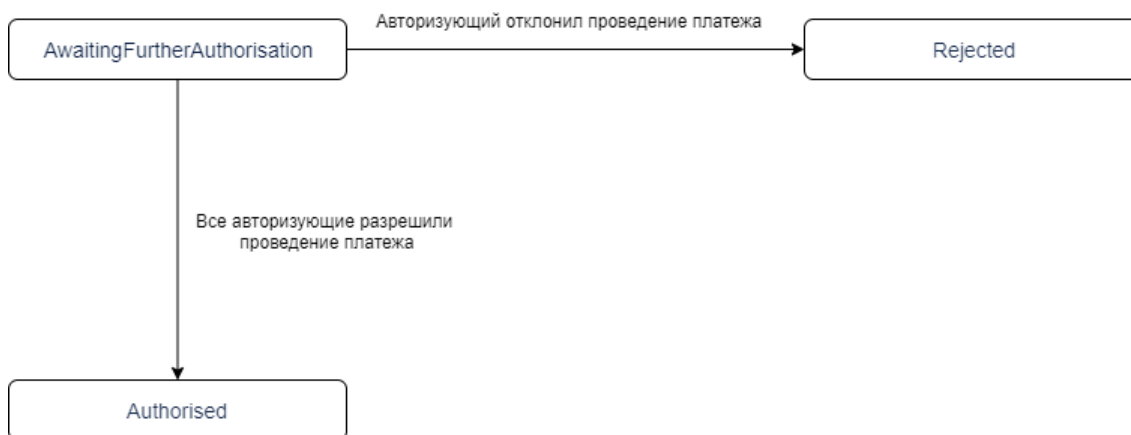 Авторизующий отклонил проведение платежа
AwaitingFurtherAuthorisation
Rejected
Все авторизующие разрешили
проведение платежа
Authorised